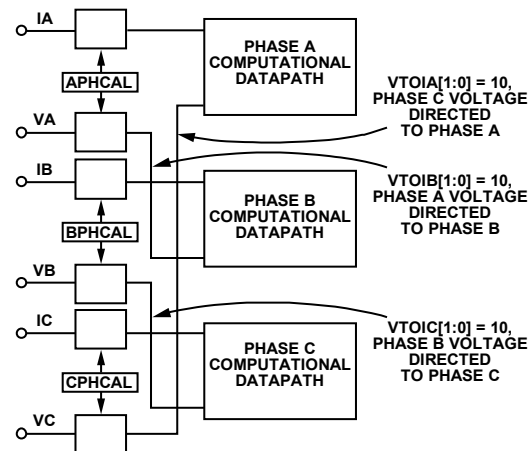 IA
APHCAL
VA
PHASE A
COMPUTATIONAL
DATAPATH
VTOIA[1:0] = 10,
PHASE C VOLTAGE
DIRECTED
TO PHASE A
IB
BPHCAL
VB
PHASE B
COMPUTATIONAL
DATAPATH
VTOIB[1:0] = 10,
PHASE A VOLTAGE
DIRECTED
TO PHASE B
IC
CPHCAL
VC
PHASE C
COMPUTATIONAL
DATAPATH
VTOIC[1:0] = 10,
PHASE B VOLTAGE
DIRECTED
TO PHASE C